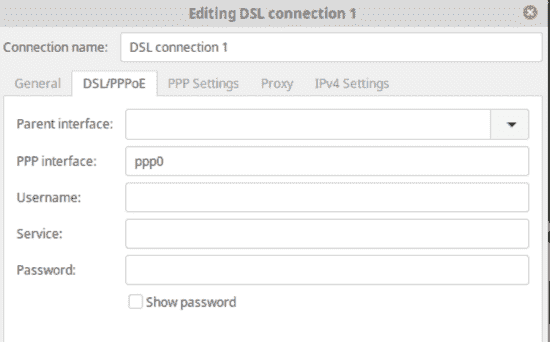 Editing DSL connection 1
Connection name: DSL connection 1
General DSL/PPPoE PPP Settings Proxy IPv4 Settings
Parent interface:
PPP interface: ppp0
Username:
Service:
Password:
Show password